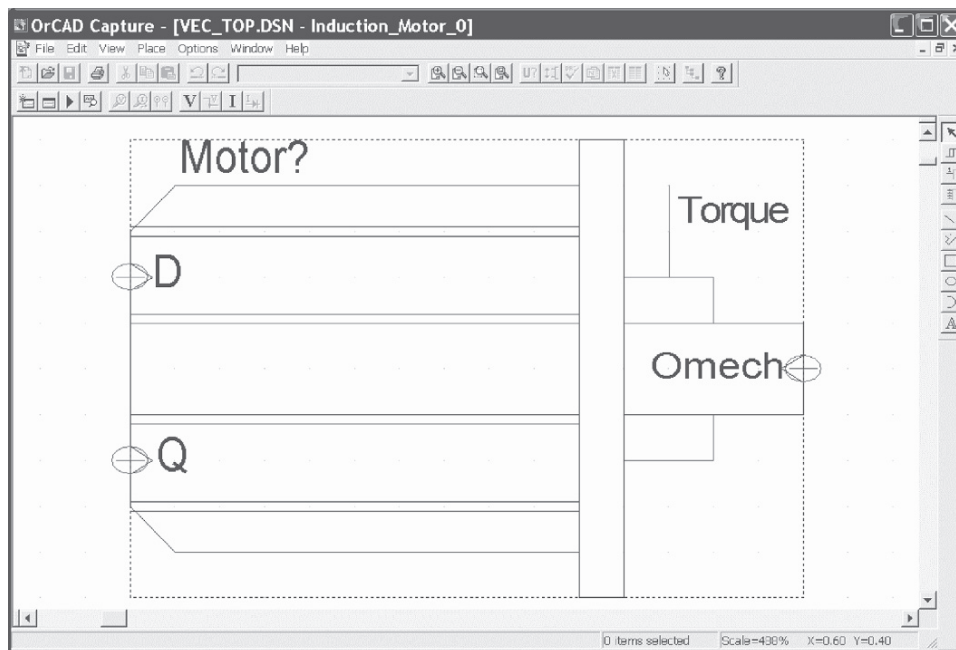 OrCAD Capture - [VEC_TOP.DSN - Induction_Motor_0]
File Edit View Place Options Window Help
U?
V I
Motor?
Torque
D
Omech
Q
A
0 items selected Scale=438% X=0.60 Y=0.40